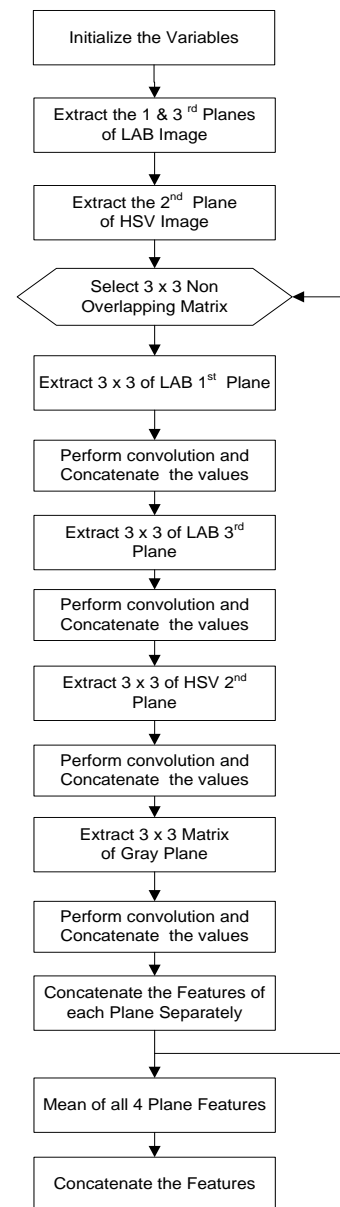 Initialize the Variables
Extract the 1 & 3 rd Planes
of LAB Image
Extract the 2nd Plane
of HSV Image
Select 3 x 3 Non
Overlapping Matrix
Extract 3 x 3 of LAB 1st Plane
Perform convolution and
Concatenate the values
Extract 3 x 3 of LAB 3rd
Plane
Perform convolution and
Concatenate the values
Extract 3 x 3 of HSV 2nd
Plane
Perform convolution and
Concatenate the values
Extract 3 x 3 Matrix
of Gray Plane
Perform convolution and
Concatenate the values
Concatenate the Features of
each Plane Separately
Mean of all 4 Plane Features
Concatenate the Features